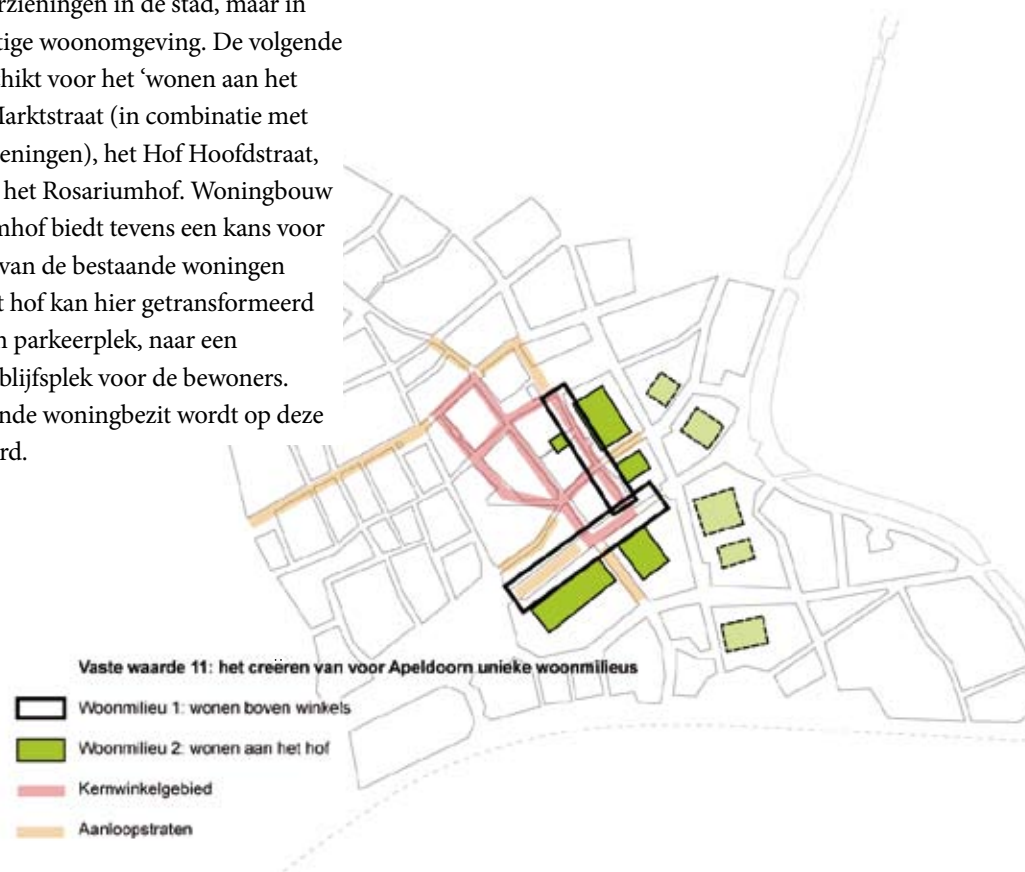 rzieningen in de stad, maar in
tige woonomgeving. De volgende
hikt voor het ‘wonen aan het
Marktstraat (in combinatie met
eningen), het Hof Hoofdstraat,
het Rosariumhof. Woningbouw
mhof biedt tevens een kans voor
van de bestaande woningen
t hof kan hier getransformeerd
n parkeerplek, naar een
blijfsplek voor de bewoners.
nde woningbezit wordt op deze
rd.
Vaste waarde 11: het creëren van voor Apeldoorn unieke woonmilieus
Woonmilieu 1: wonen boven winkels
Woonmilieu 2: wonen aan het hof
Kernwinkelgebied
Aanloopstraten